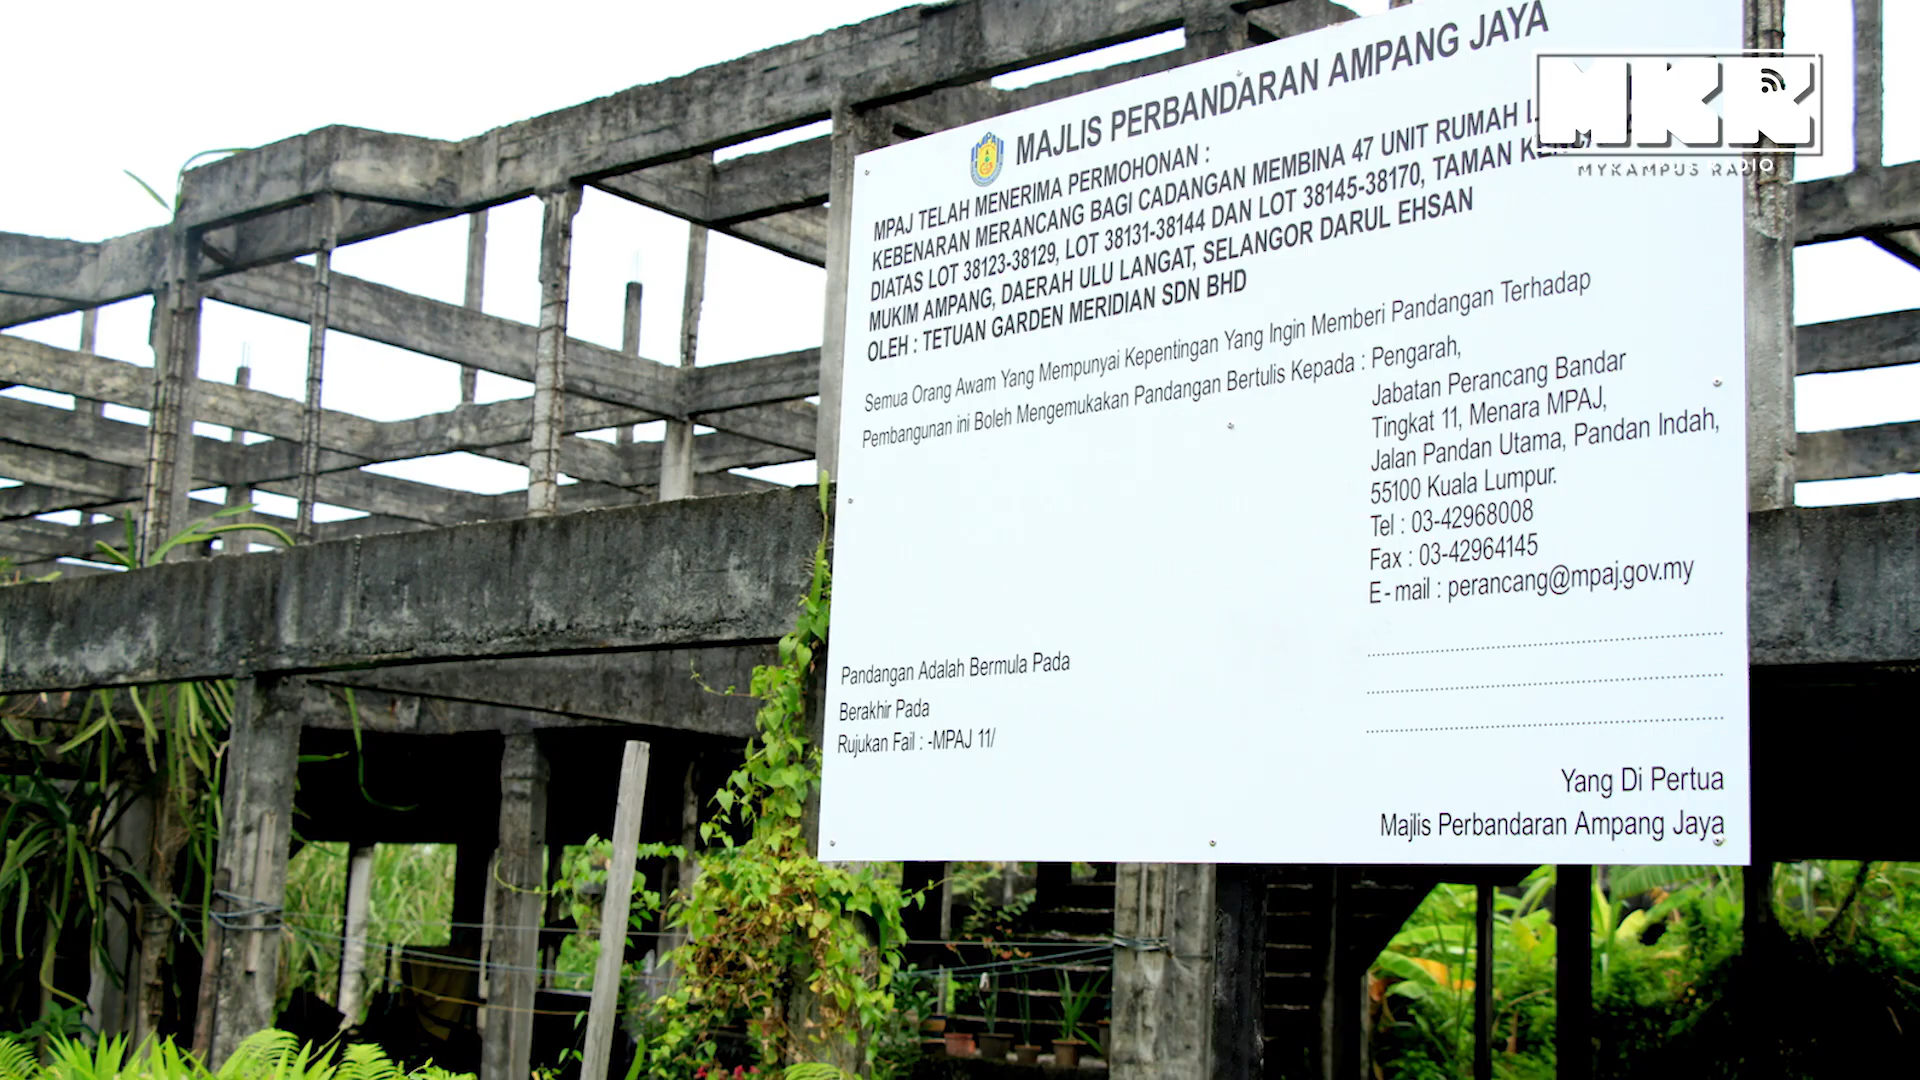 MAJLIS PERBANDARAN AMPANG JAYA
MPAJ TELAH MENERIMA PERMOHONAN :
KEBENARAN MERANCANG BAGI CADANGAN MEMBINA 47 UNIT RUMAH
DIATAS LOT 38123-38129, LOT 38131-38144 DAN LOT 38145-38170, TAMAN
MUKIM AMPANG, DAERAH ULU LANGAT, SELANGOR DARUL EHSAN
OLEH : TETUAN GARDEN MERIDIAN SDN BHD
Semua Orang Awam Yang Mempunyai Kepentingan Yang Ingin Memberi Pandangan Terhadap
Pembangunan ini Boleh Mengemukakan Pandangan Bertulis Kepada : Pengarah,
Jabatan Perancang Bandar
Tingkat 11, Menara MPAJ,
Jalan Pandan Utama, Pandan Indah,
55100 Kuala Lumpur.
Tel : 03-42968008
Fax : 03-42964145
E-mail : perancang@mpaj.gov.my
Pandangan Adalah Bermula Pada
Berakhir Pada
Rujukan Fail : -MPAJ 11/
Yang Di Pertua
Majlis Perbandaran Ampang Jaya
MKR
MYKAMPUS RADIO